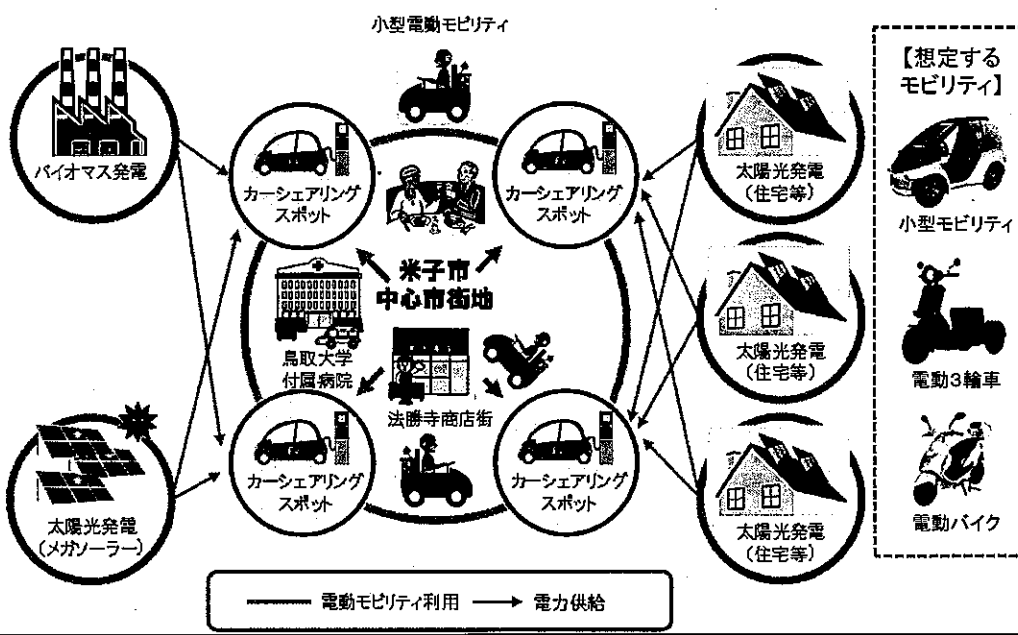 小型電動モビリティ
バイオマス発電
カーシェアリング
スポット
カーシェアリング
スポット
太陽光発電
(住宅等)
【想定する
モビリティ】
小型モビリティ
米子市
中心市街地
鳥取大学
付属病院
太陽光発電
(住宅等)
電動3輪車
法勝寺商店街
太陽光発電
(メガソーラー)
カーシェアリング
スポット
カーシェアリング
スポット
太陽光発電
(住宅等)
電動バイク
電動モビリティ利用
電力供給